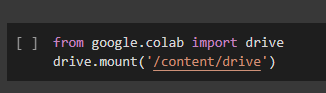 [ ] from google.colab import drive
drive.mount('/content/drive')